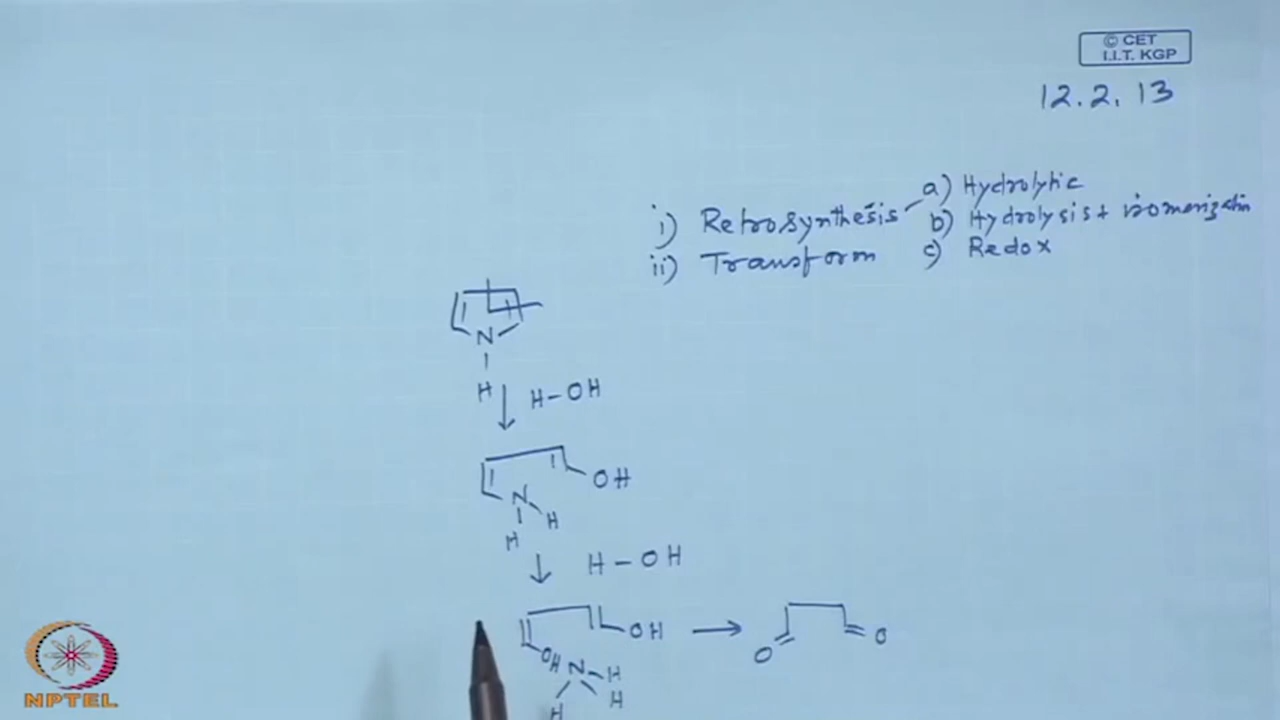 © CET
I.I.T. KGP
12.2.13
i) Retrosynthesis
a) Hydrolytic
b) Hydrolysis + isomerization
ii) Transform
c) Redox
N
H
H-OH
OH
N
H
H
H-OH
OH
OH
N
H
H
H
O
O
NPTEL